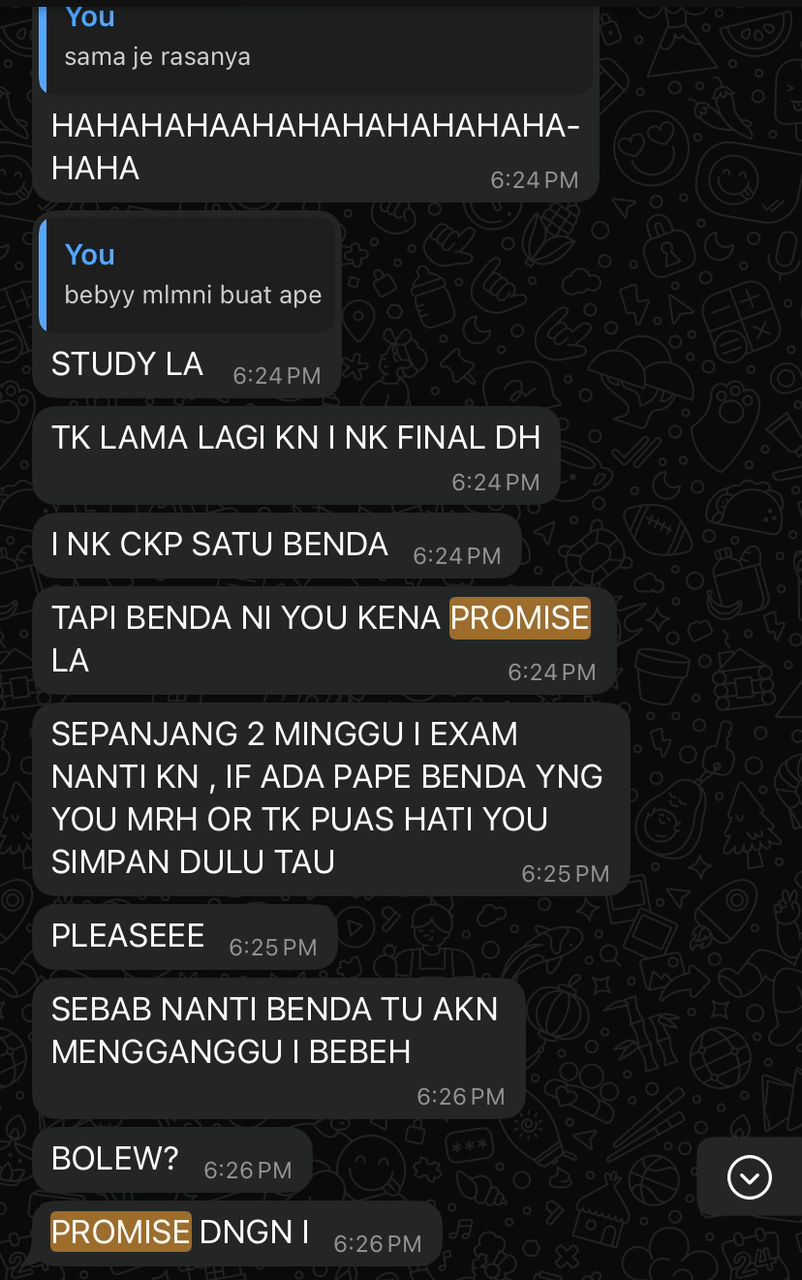 You
sama je rasanya
HAHAHAHAAHAHAHAHAHAHAHA-
HAHA
6:24 PM
You
bebyy mlmni buat ape
STUDY LA 6:24 PM
TK LAMA LAGI KN I NK FINAL DH
6:24 PM
I NK CKP SATU BENDA 6:24 PM
TAPI BENDA NI YOU KENA PROMISE
LA 6:24 PM
SEPANJANG 2 MINGGU I EXAM
NANTI KN , IF ADA PAPE BENDA YNG
YOU MRH OR TK PUAS HATI YOU
SIMPAN DULU TAU 6:25 PM
PLEASEEE 6:25 PM
SEBAB NANTI BENDA TU AKN
MENGGANGGU I BEBEH
6:26 PM
BOLEW? 6:26 PM
PROMISE DNGN I 6:26 PM